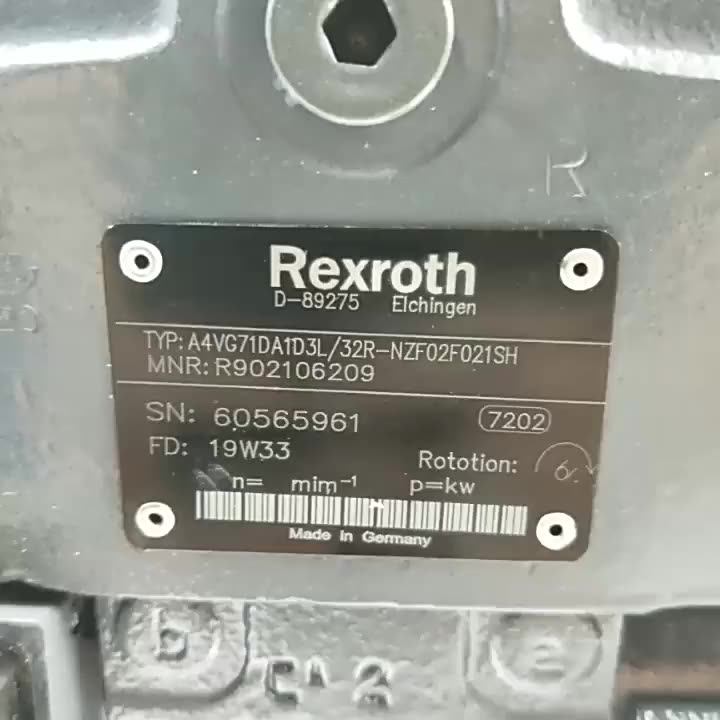 R
Rexroth
D-89275 Elchingen
TYP: A4VG71DA1D3L/32R-NZF02F021SH
MNR: R902106209
SN: 60565961
7202
FD: 19W33
Rototion:
n= mim⁻¹ p=kw
Made In Germany